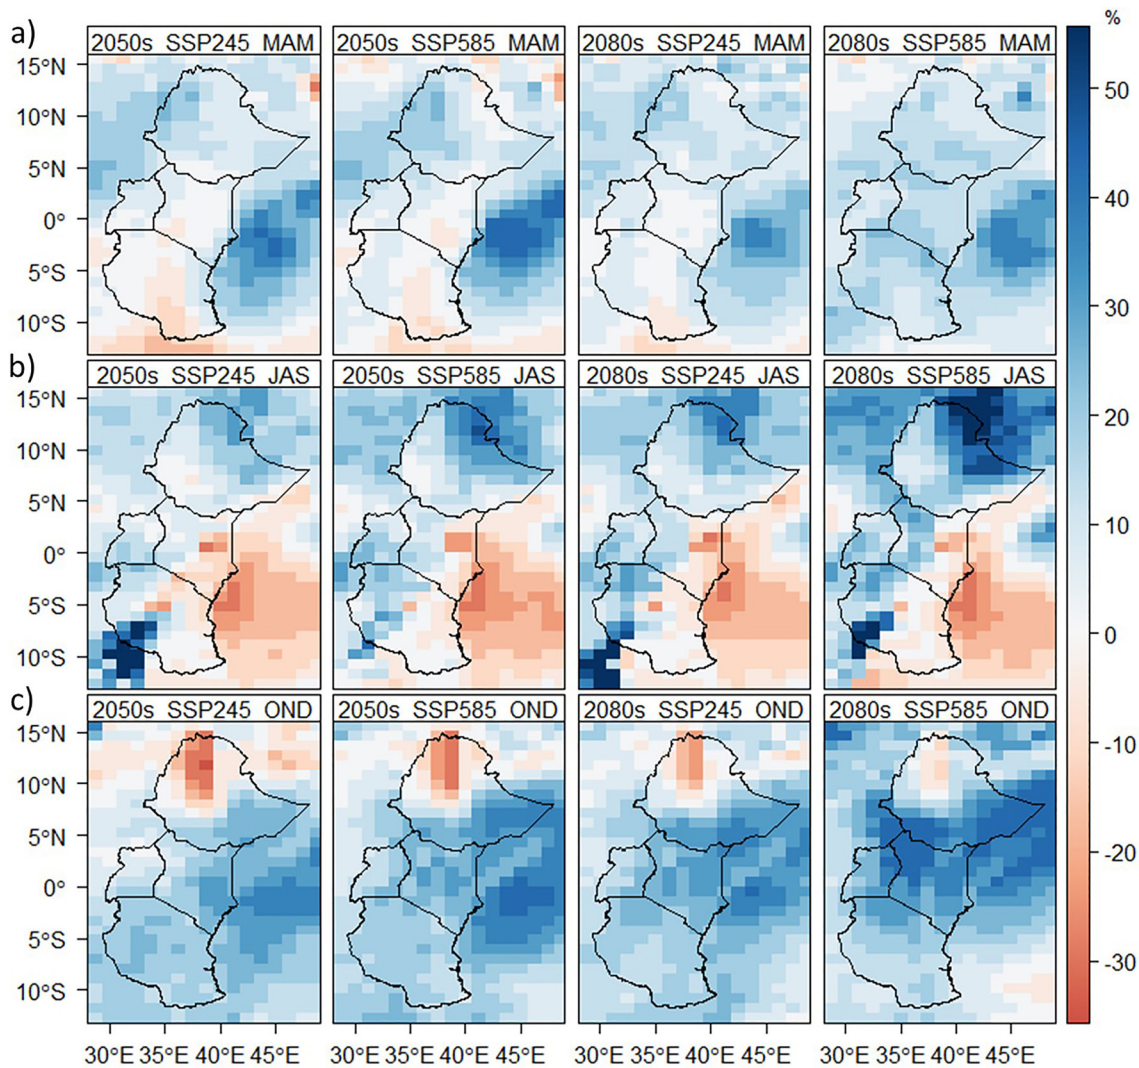 %
a)
2050s SSP245 MAM
2050s SSP585 MAM
2080s SSP245 MAM
2080s SSP585 MAM
15°N
10°N
5°N
0°
5°S
10°S
b)
2050s SSP245 JAS
2050s SSP585 JAS
2080s SSP245 JAS
2080s SSP585 JAS
15°N
10°N
5°N
0°
5°S
10°S
c)
2050s SSP245 OND
2050s SSP585 OND
2080s SSP245 OND
2080s SSP585 OND
15°N
10°N
5°N
0°
5°S
10°S
30°E 35°E 40°E 45°E
30°E 35°E 40°E 45°E
30°E 35°E 40°E 45°E
30°E 35°E 40°E 45°E
50
40
30
20
10
0
-10
-20
-30